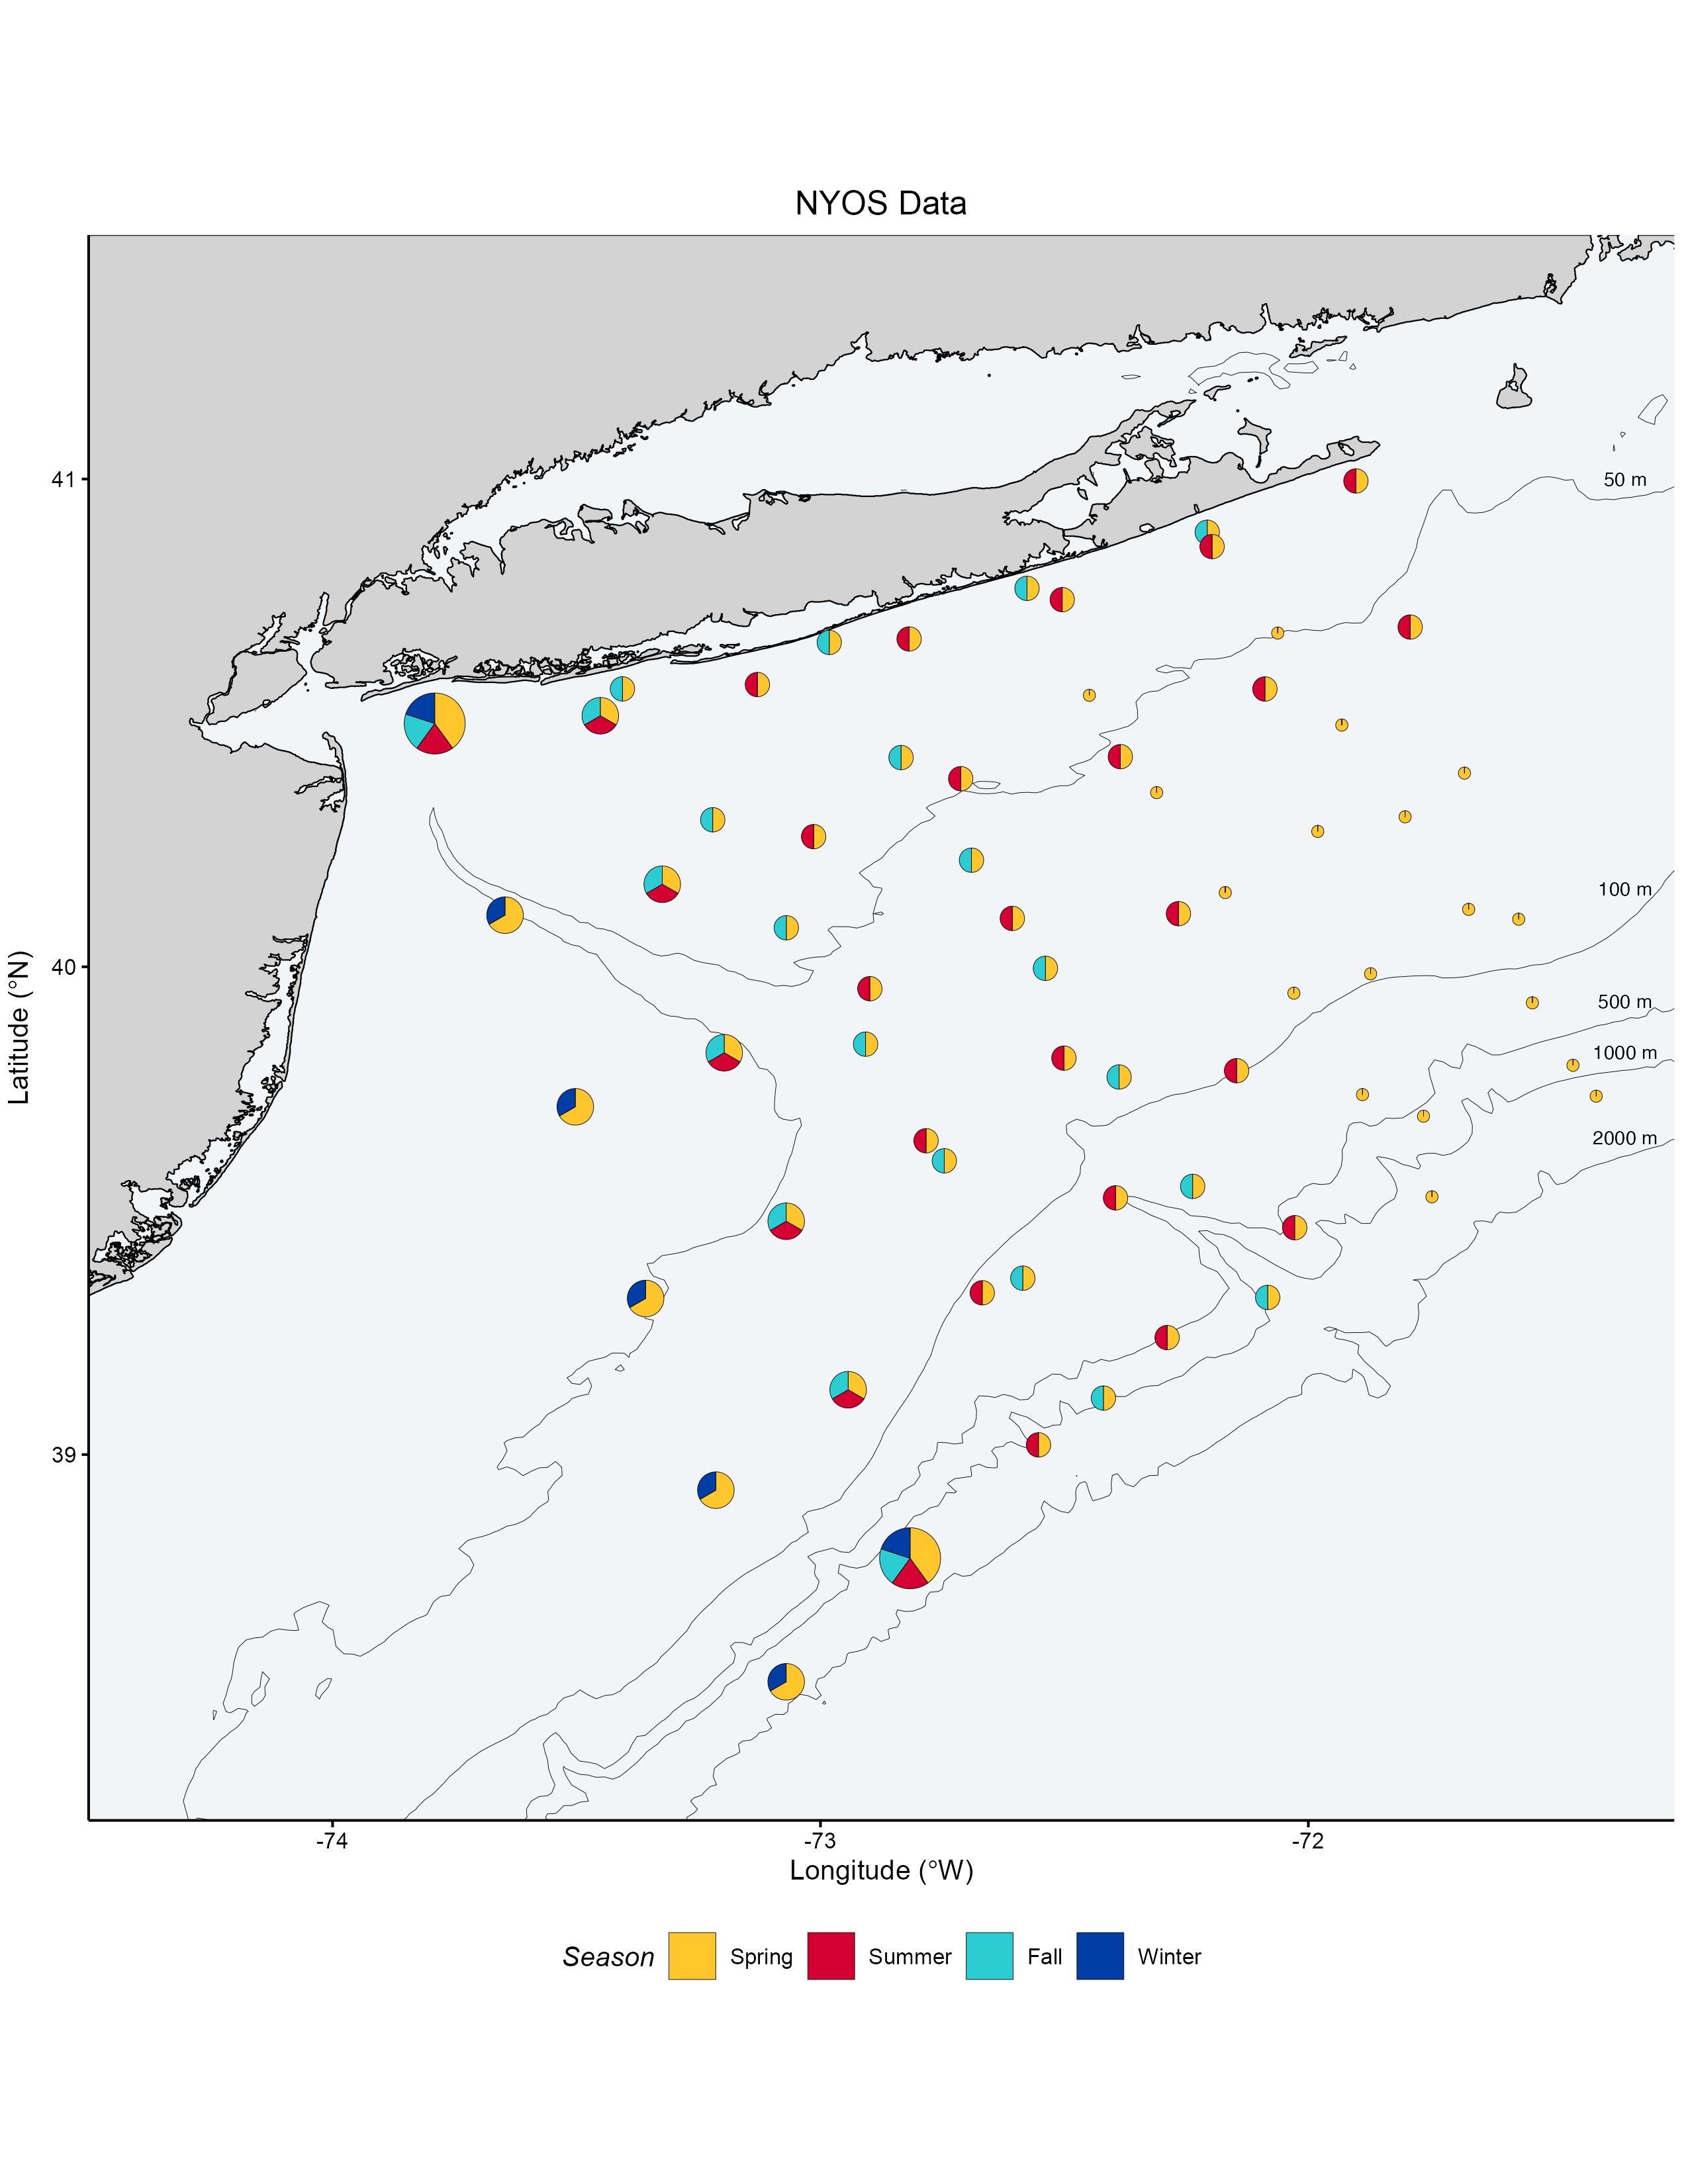 NYOS Data
41
50 m
100 m
40
500 m
1000 m
2000 m
39
-74
-73
-72
Latitude (°N)
Longitude (°W)
Season
Spring
Summer
Fall
Winter